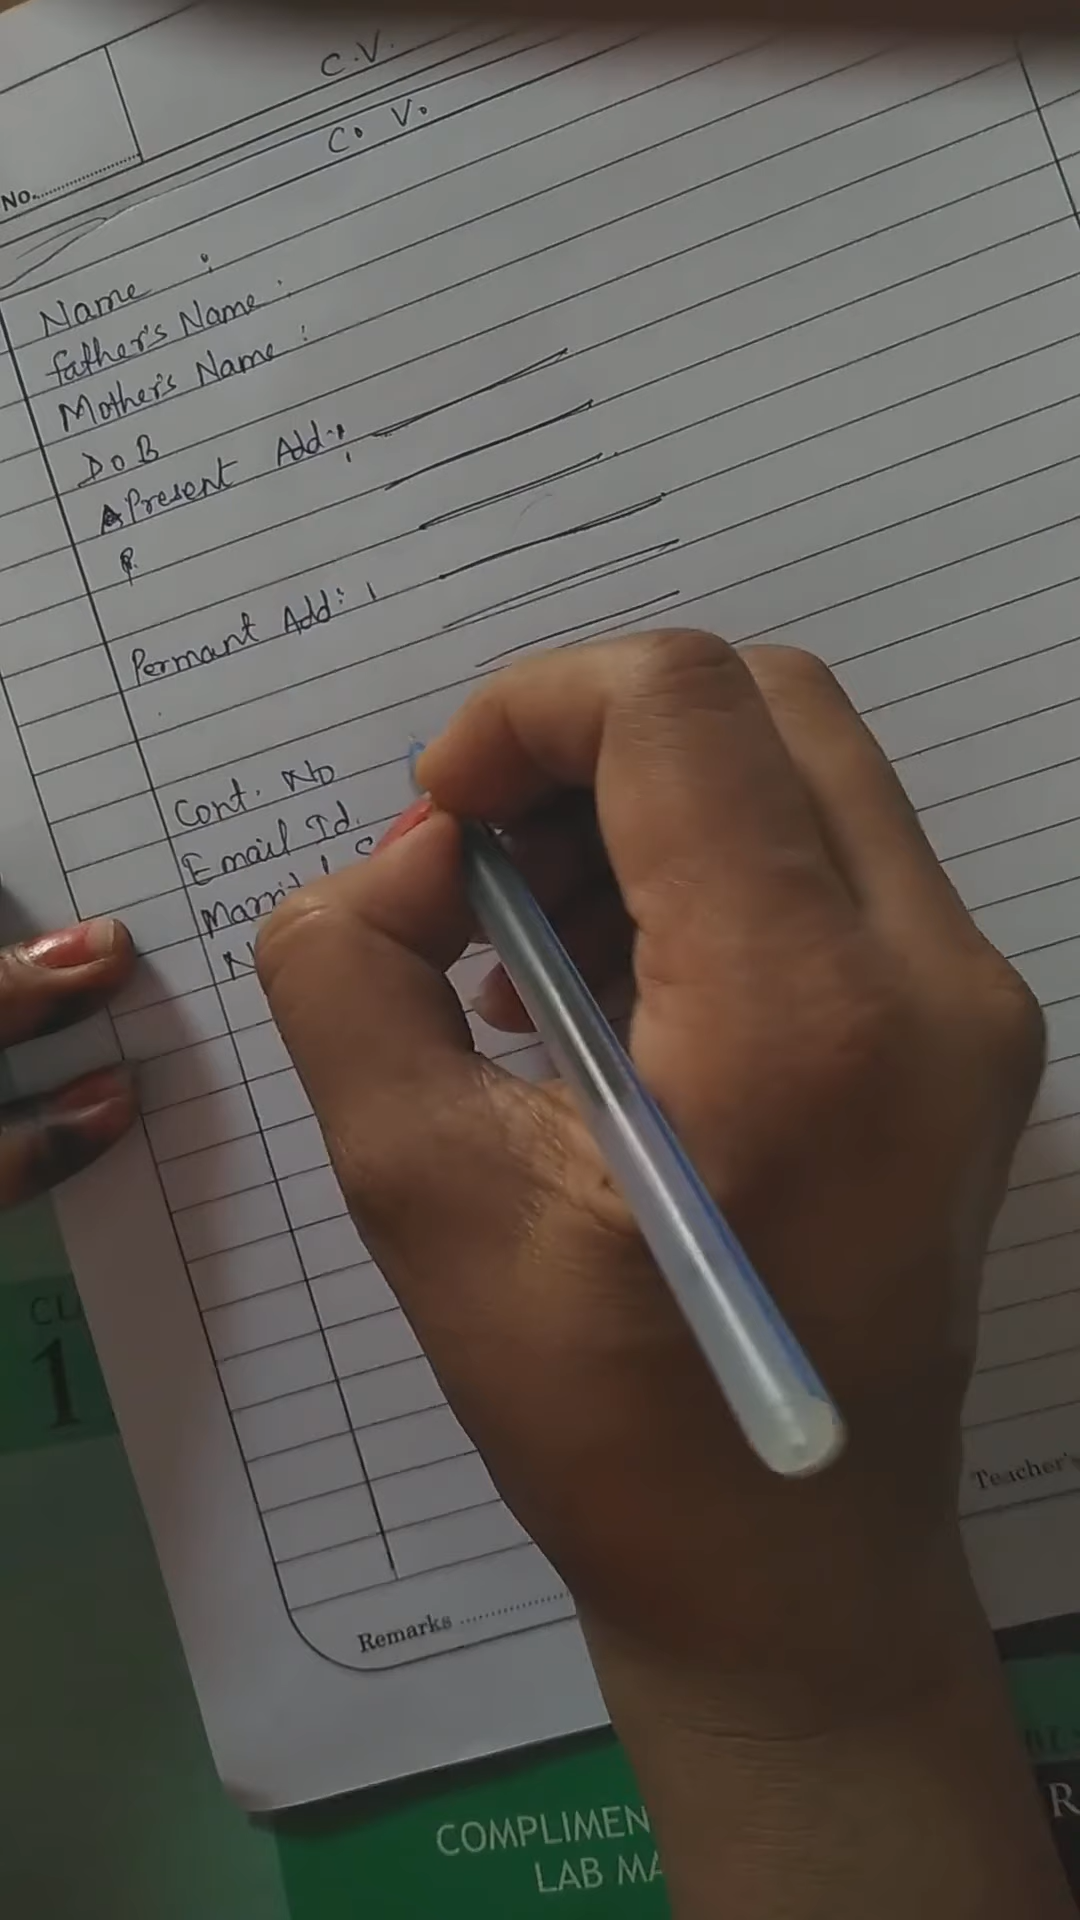 C.V.
C. V.
No.
Name :
father's Name :
Mother's Name :
D o B
Present Add:
Permant Add:
Cont. No
Email Id.
Remarks
Teacher's
COMPLIMEN
LAB MA
CL
1
R